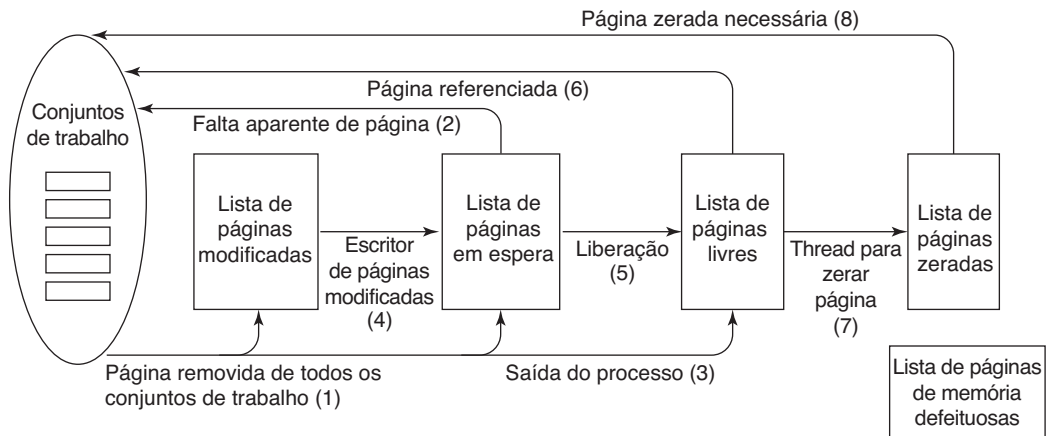 Página zerada necessária (8)
Página referenciada (6)
Falta aparente de página (2)
Conjuntos
de trabalho
Lista de
páginas
modificadas
Escritor
de páginas
modificadas
(4)
Lista de
páginas
em espera
Liberação
(5)
Lista de
páginas
livres
Thread para
zerar
página
(7)
Lista de
páginas
zeradas
Página removida de todos os
conjuntos de trabalho (1)
Saída do processo (3)
Lista de páginas
de memória
defeituosas